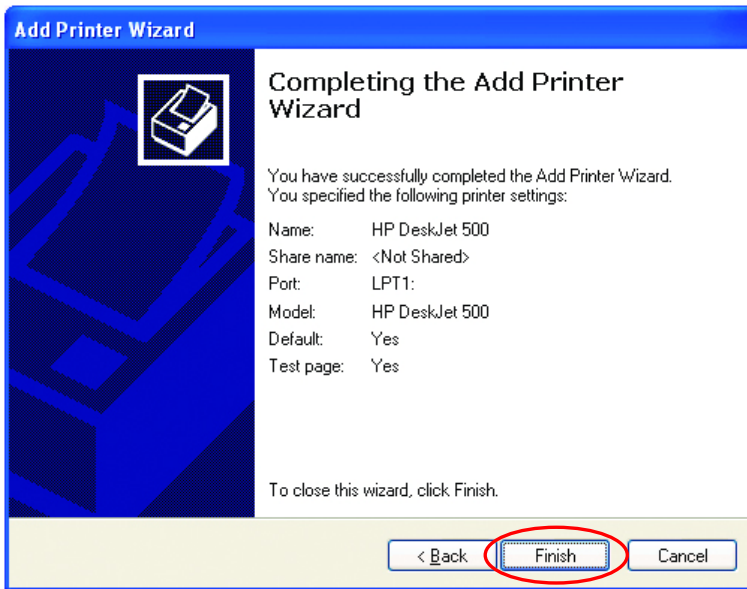 Add Printer Wizard
Completing the Add Printer
Wizard
You have successfully completed the Add Printer Wizard.
You specified the following printer settings:
Name: HP DeskJet 500
Share name: <Not Shared>
Port: LPT1:
Model: HP DeskJet 500
Default: Yes
Test page: Yes
To close this wizard, click Finish.
< Back Finish Cancel